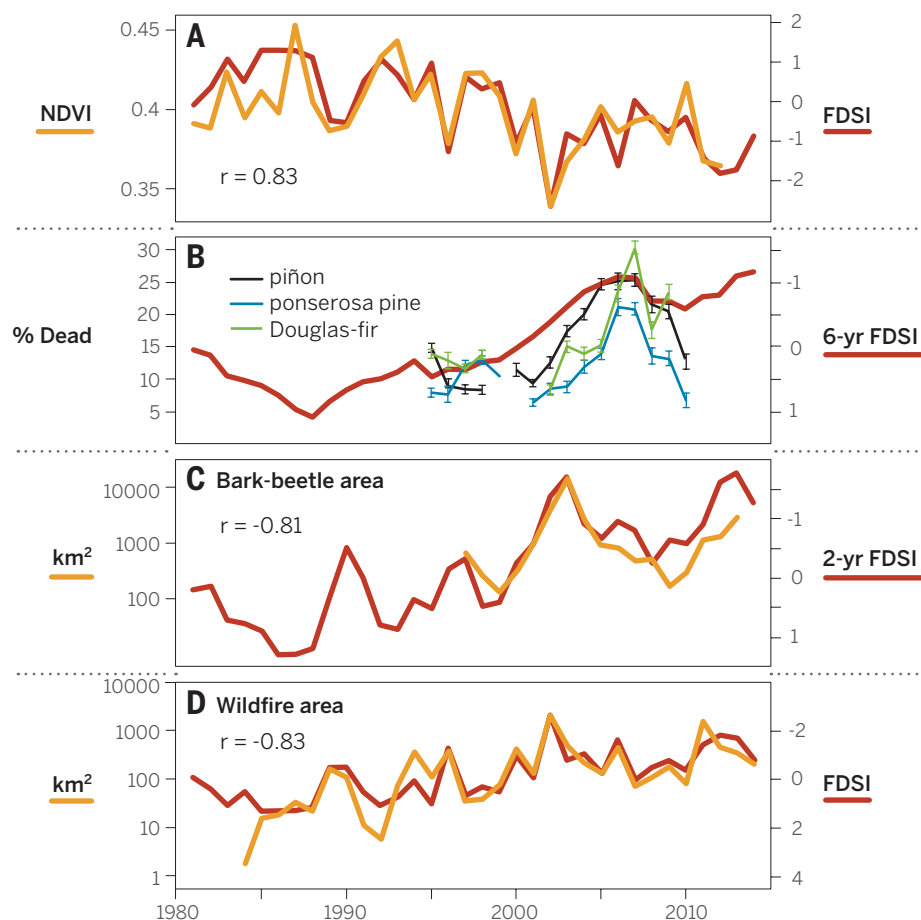 A
0.45
0.4
0.35
NDVI
r = 0.83
2
1
0
-1
-2
FDSI
B
30
25
20
15
10
5
% Dead
piñon
ponserosa pine
Douglas-fir
-1
0
1
6-yr FDSI
C Bark-beetle area
r = -0.81
10000
1000
100
km²
-1
0
1
2-yr FDSI
D Wildfire area
r = -0.83
10000
1000
100
10
1
km²
-2
0
2
4
FDSI
1980 1990 2000 2010